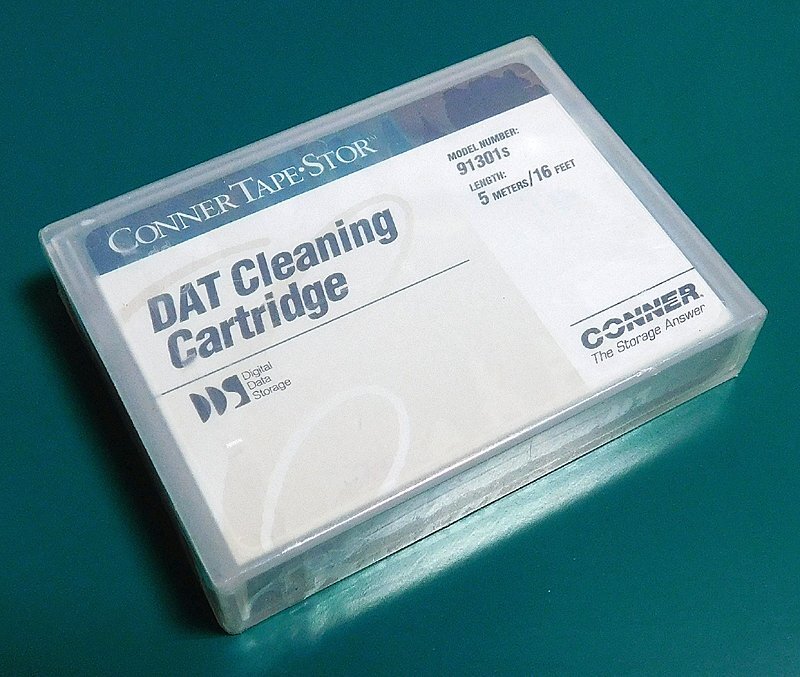 CONNER TAPE•STOR™
MODEL NUMBER:
91301s
LENGTH:
5 METERS/16 FEET
DAT Cleaning
Cartridge
DDS
Digital
Data
Storage
CONNER®
The Storage Answer